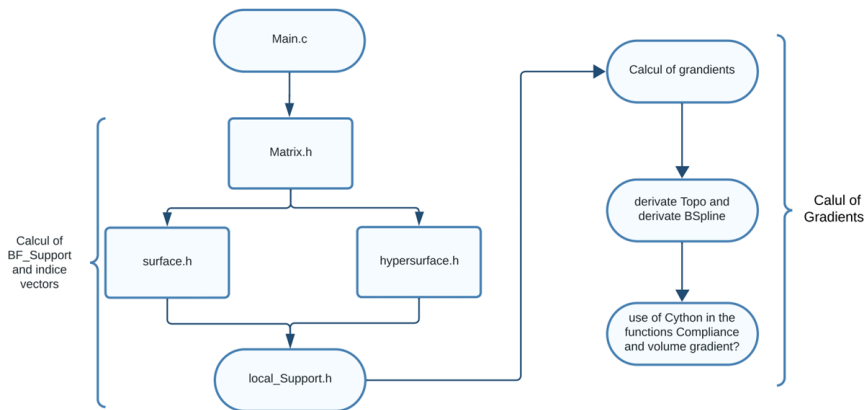 Main.c
Matrix.h
surface.h
hypersurface.h
local_Support.h
Calcul of
BF_Support
and indice
vectors
Calcul of grandients
derivate Topo and
derivate BSpline
use of Cython in the
functions Compliance
and volume gradient?
Calul of
Gradients